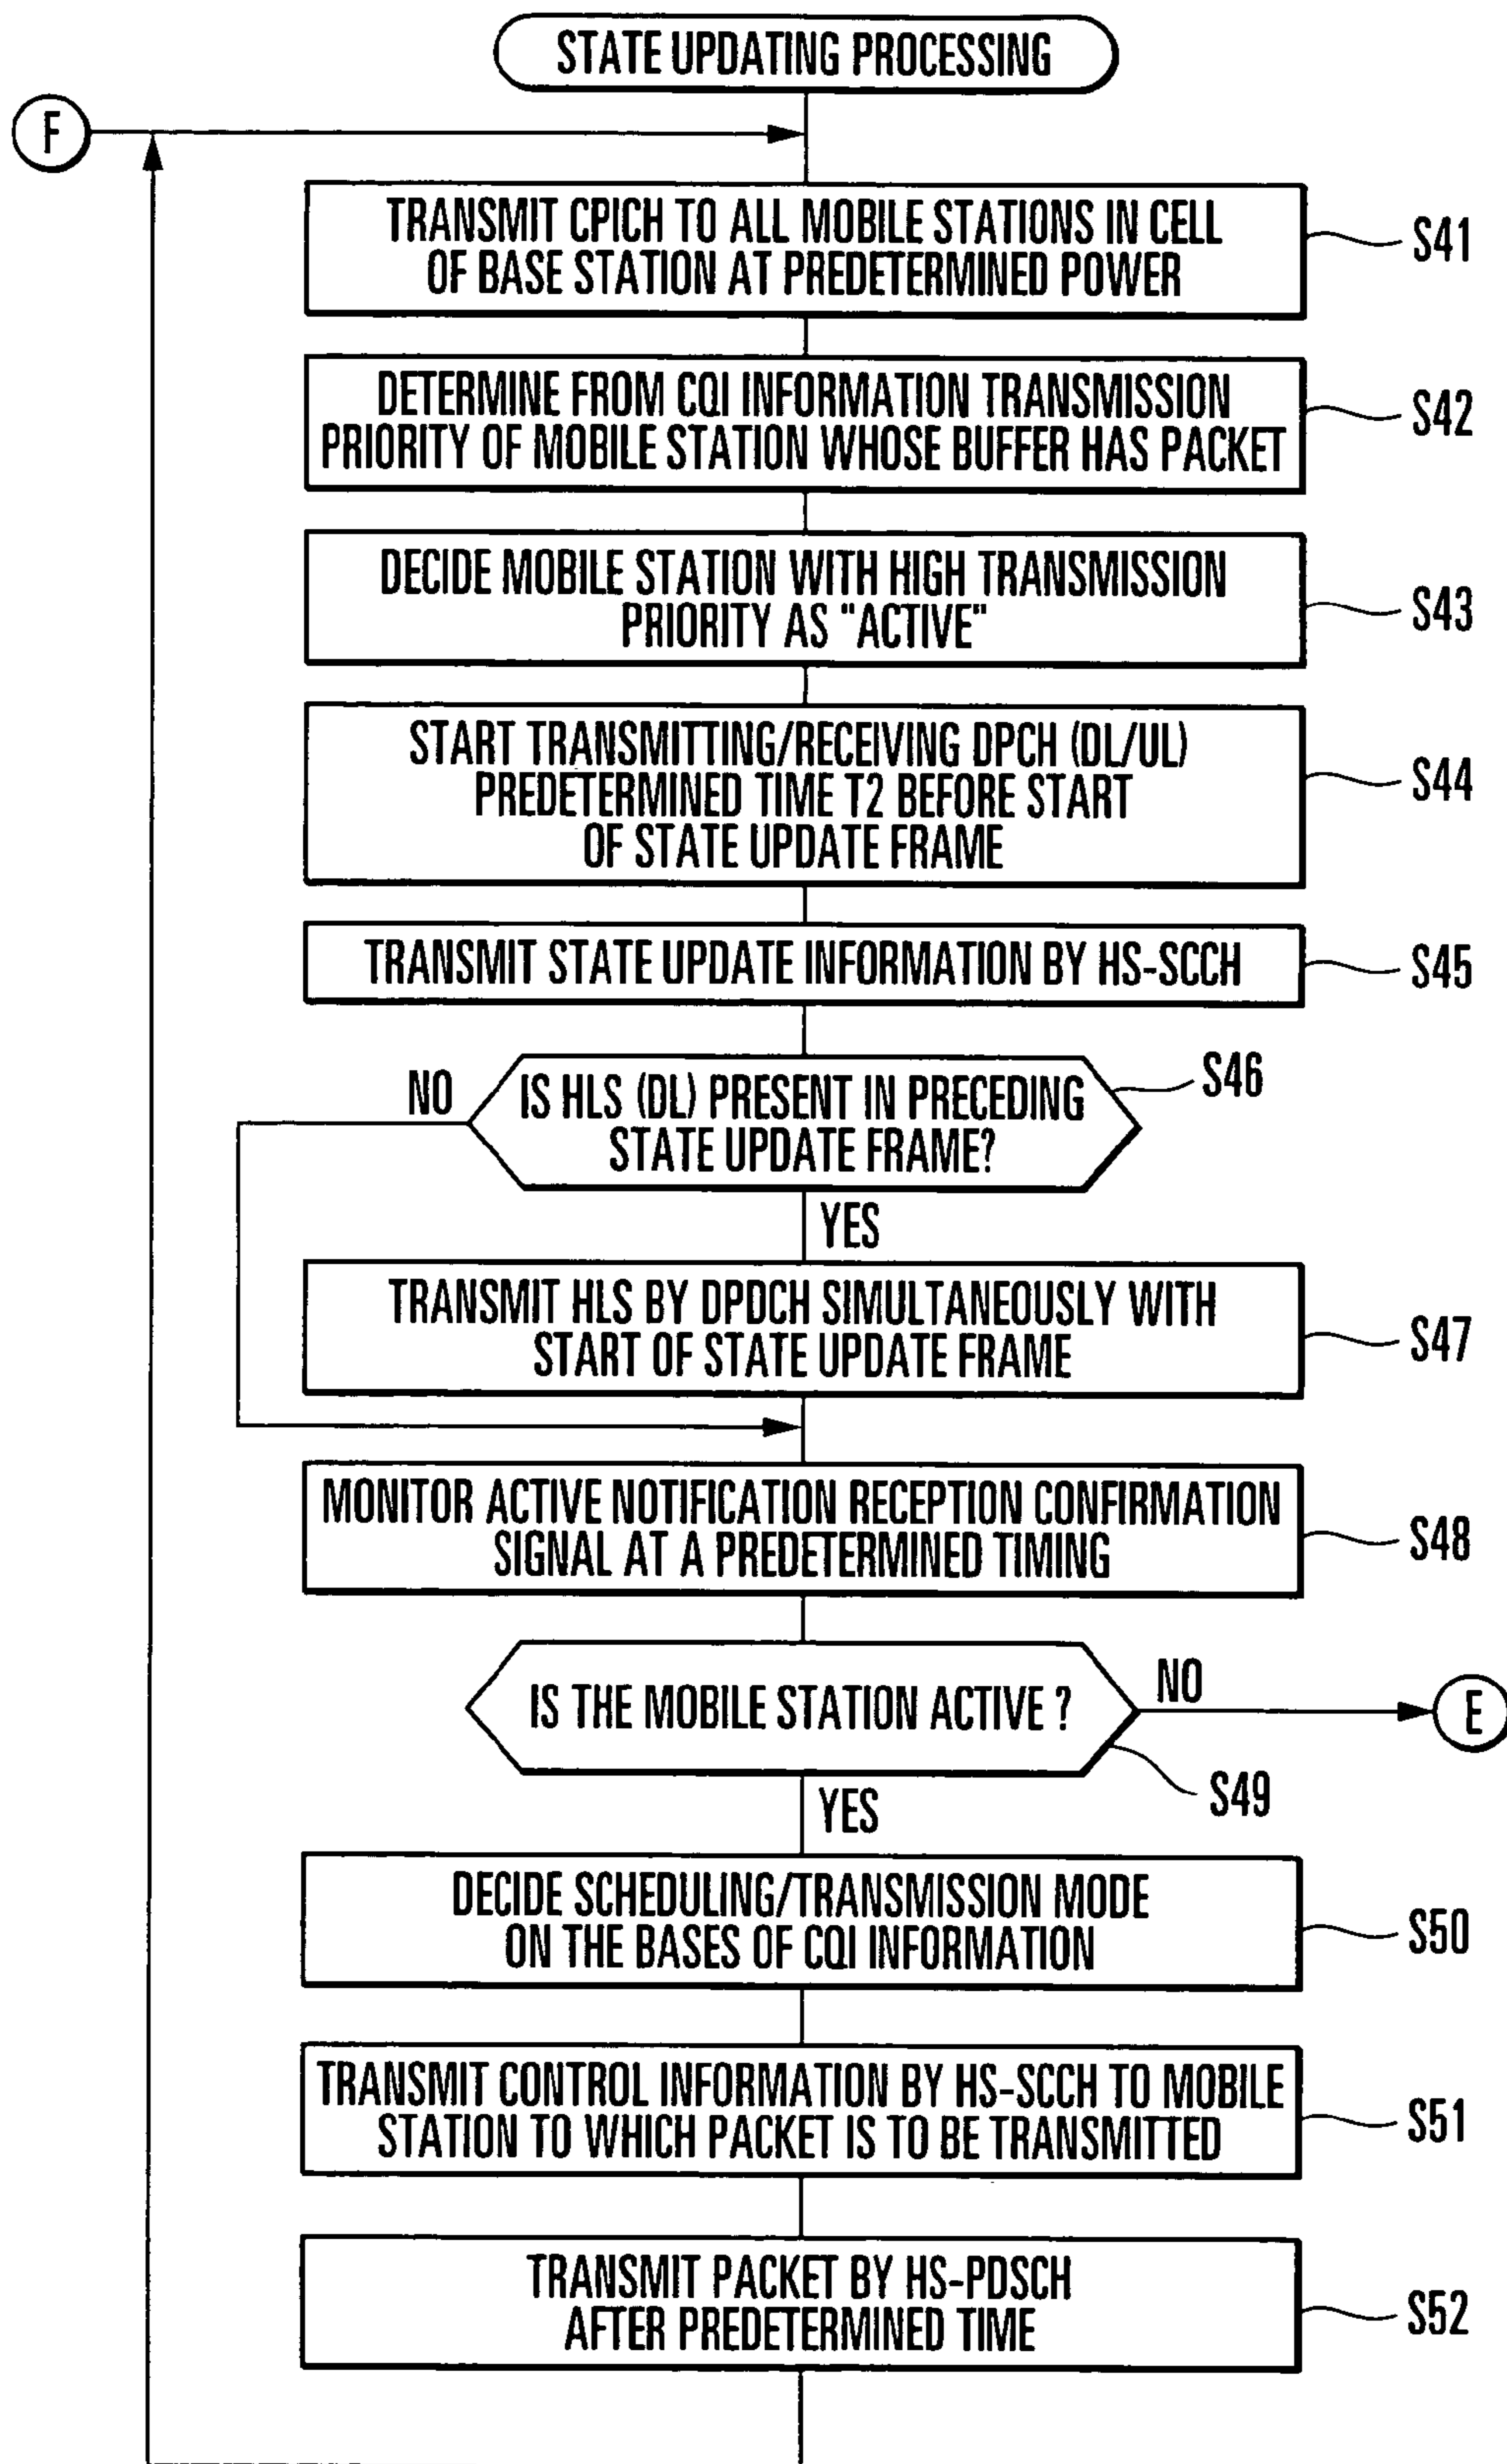 STATE UPDATING PROCESSING
F
TRANSMIT CPICH TO ALL MOBILE STATIONS IN CELL
OF BASE STATION AT PREDETERMINED POWER
S41
DETERMINE FROM CQI INFORMATION TRANSMISSION
PRIORITY OF MOBILE STATION WHOSE BUFFER HAS PACKET
S42
DECIDE MOBILE STATION WITH HIGH TRANSMISSION
PRIORITY AS "ACTIVE"
S43
START TRANSMITTING/RECEIVING DPCH (DL/UL)
PREDETERMINED TIME T2 BEFORE START
OF STATE UPDATE FRAME
S44
TRANSMIT STATE UPDATE INFORMATION BY HS-SCCH
S45
NO
IS HLS (DL) PRESENT IN PRECEDING
STATE UPDATE FRAME?
S46
YES
TRANSMIT HLS BY DPDCH SIMULTANEOUSLY WITH
START OF STATE UPDATE FRAME
S47
MONITOR ACTIVE NOTIFICATION RECEPTION CONFIRMATION
SIGNAL AT A PREDETERMINED TIMING
S48
IS THE MOBILE STATION ACTIVE ?
NO
E
S49
YES
DECIDE SCHEDULING/TRANSMISSION MODE
ON THE BASES OF CQI INFORMATION
S50
TRANSMIT CONTROL INFORMATION BY HS-SCCH TO MOBILE
STATION TO WHICH PACKET IS TO BE TRANSMITTED
S51
TRANSMIT PACKET BY HS-PDSCH
AFTER PREDETERMINED TIME
S52